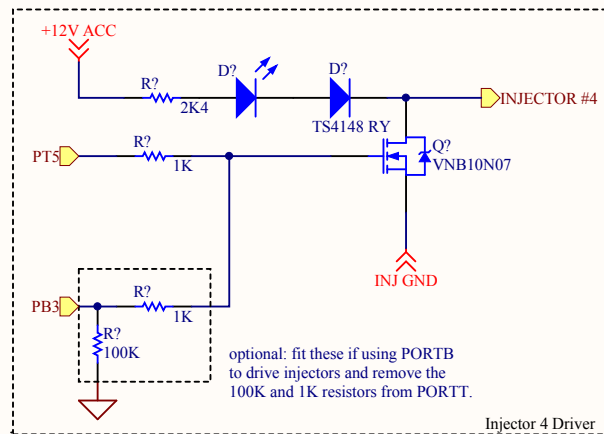 +12V ACC
D?
D?
R?
2K4
TS4148 RY
INJECTOR #4
PT5
R?
1K
Q?
VNB10N07
INJ GND
PB3
R?
1K
R?
100K
optional: fit these if using PORTB
to drive injectors and remove the
100K and 1K resistors from PORTT.
Injector 4 Driver